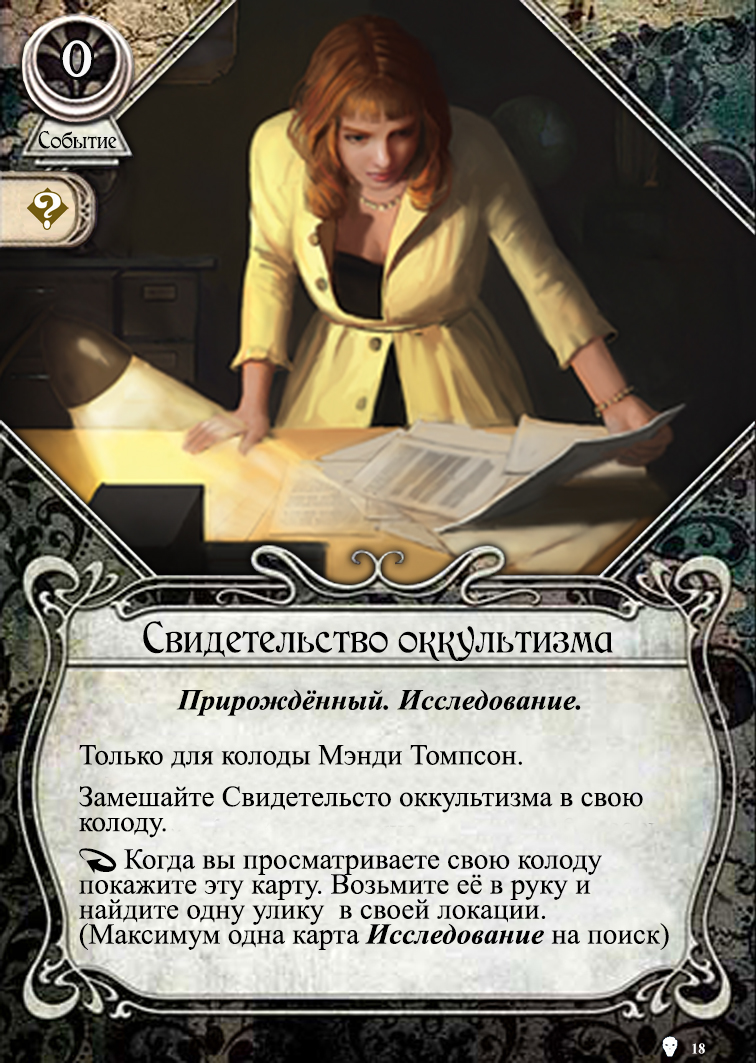 0
Событие
?
Свидетельство оккультизма
Прирождённый. Исследование.
Только для колоды Мэнди Томпсон.
Замешайте Свидетельсто оккультизма в свою
колоду.
Когда вы просматриваете свою колоду
покажите эту карту. Возьмите её в руку и
найдите одну улику в своей локации.
(Максимум одна карта Исследование на поиск)
18